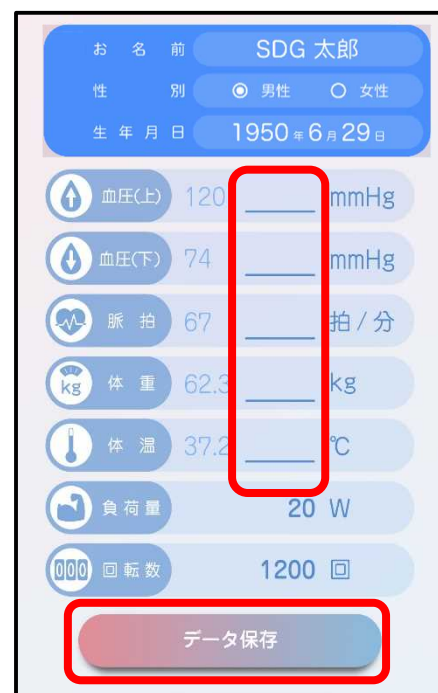 お名前 SDG 太郎
性別 男性 女性
生年月日 1950年6月29日
血圧(上) 120 mmHg
血圧(下) 74 mmHg
脈拍 67 拍/分
kg 体重 62.3 kg
体温 37.2 ℃
負荷量 20 W
000 回転数 1200 回
データ保存